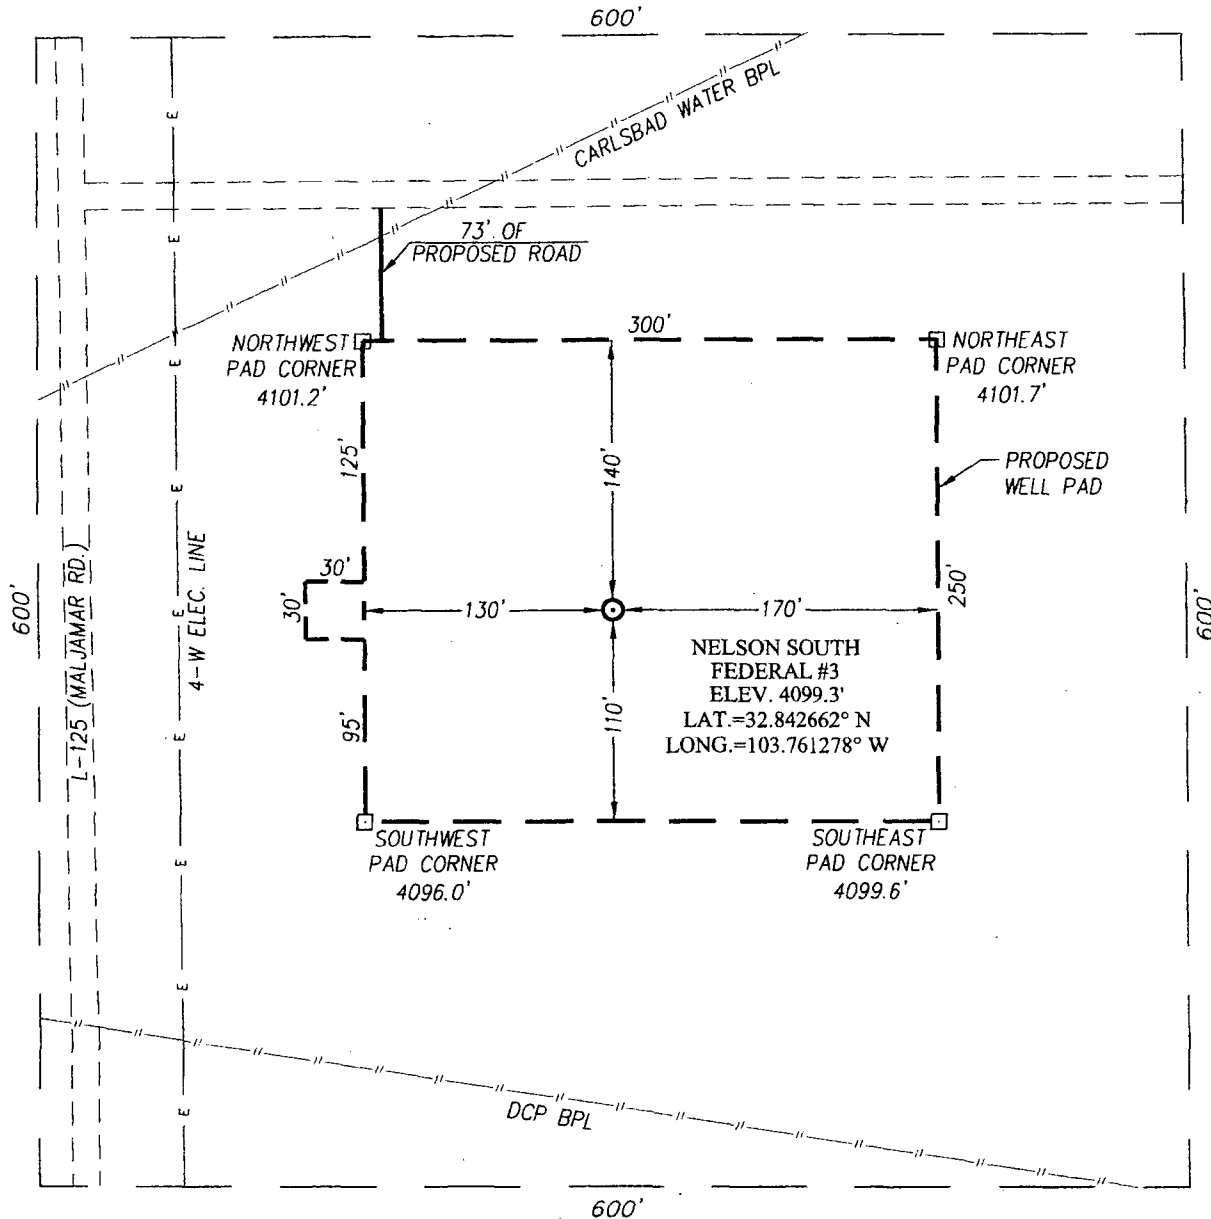 600'
CARLSBAD WATER BPL
73'. OF
PROPOSED ROAD
300'
NORTHWEST
PAD CORNER
4101.2'
NORTHEAST
PAD CORNER
4101.7'
125'
140'
PROPOSED
WELL PAD
30'
30'
130'
170'
250'
600'
L-125 (MALJAMAR RD.)
E
E
E
E
E
E
E
E
E
4-W ELEC. LINE
600'
NELSON SOUTH
FEDERAL #3
ELEV. 4099.3'
LAT.=32.842662° N
LONG.=103.761278° W
95'
110'
SOUTHWEST
PAD CORNER
4096.0'
SOUTHEAST
PAD CORNER
4099.6'
DCP BPL
600'